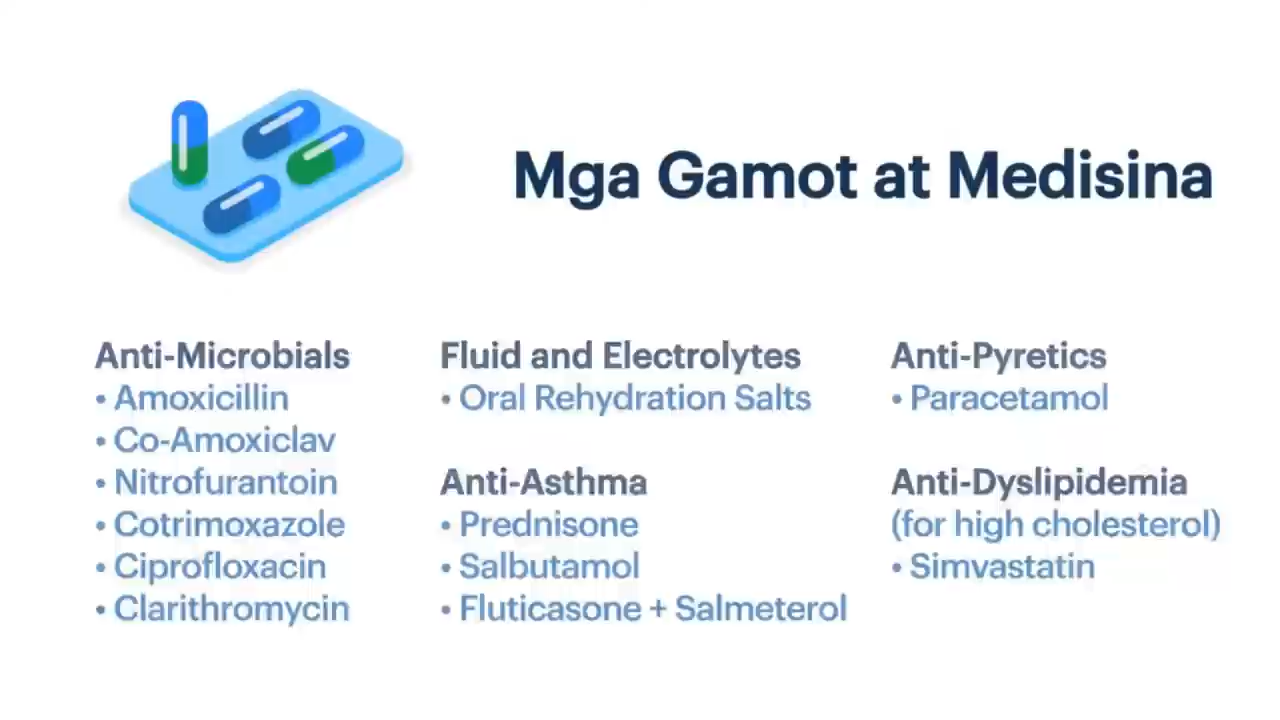 Mga Gamot at Medisina
Anti-Microbials
• Amoxicillin
• Co-Amoxiclav
• Nitrofurantoin
• Cotrimoxazole
• Ciprofloxacin
• Clarithromycin
Fluid and Electrolytes
• Oral Rehydration Salts
Anti-Asthma
• Prednisone
• Salbutamol
• Fluticasone + Salmeterol
Anti-Pyretics
• Paracetamol
Anti-Dyslipidemia
(for high cholesterol)
• Simvastatin